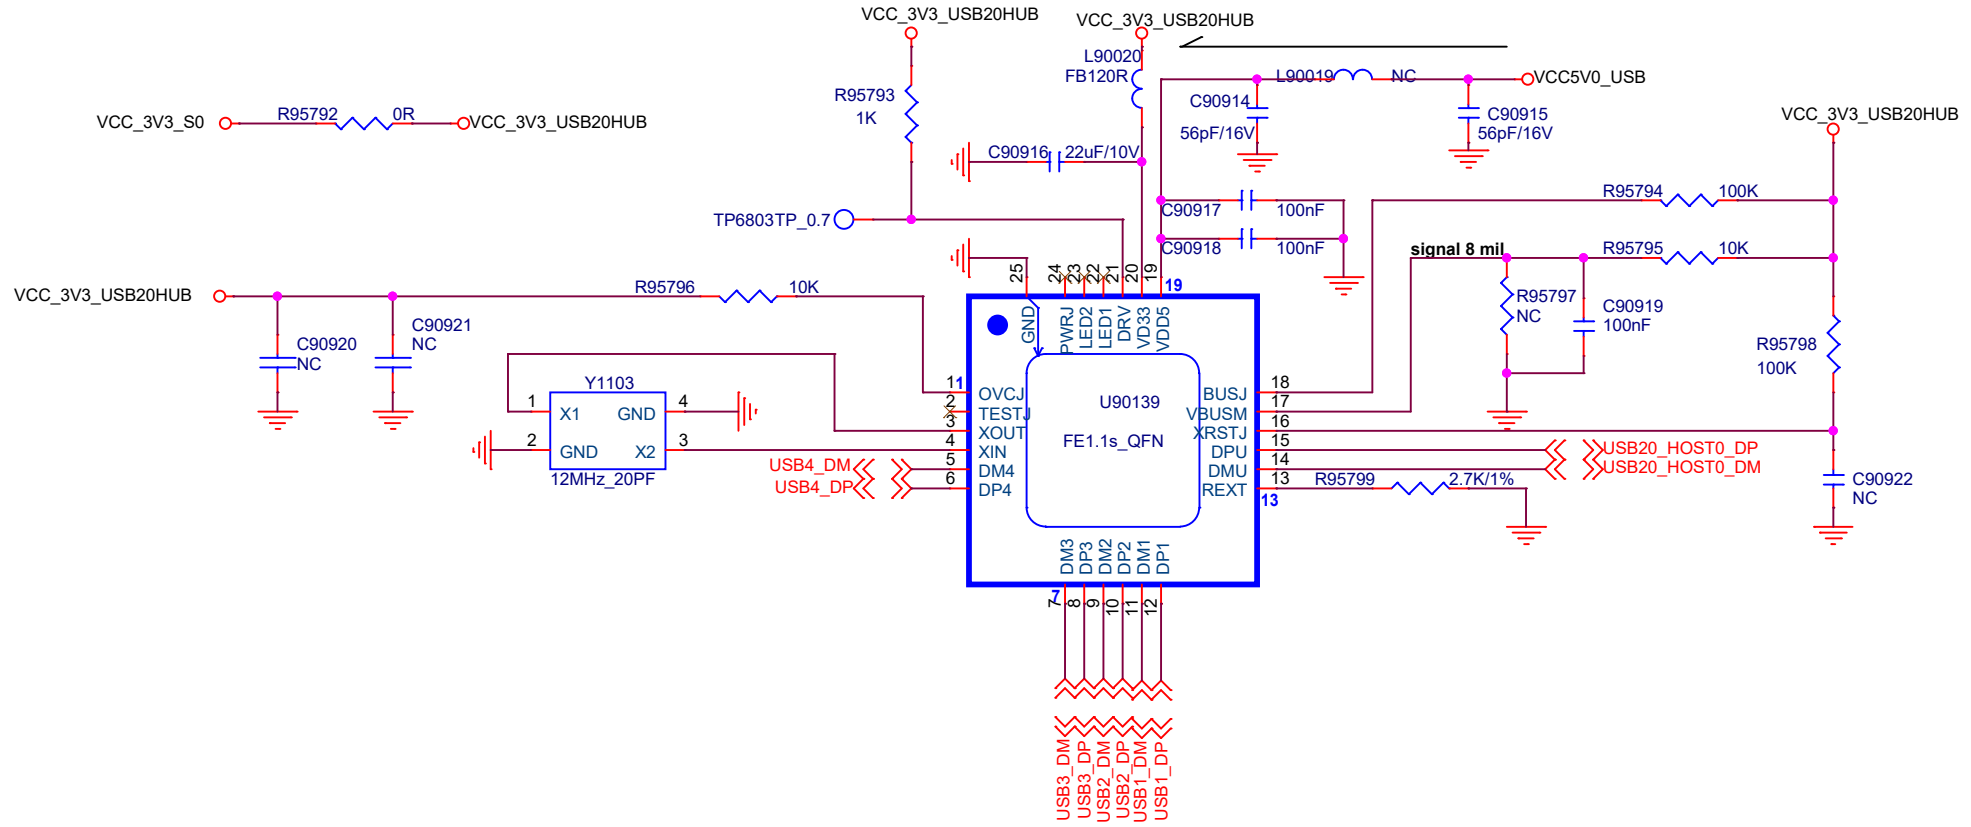 VCC_3V3_USB20HUB
VCC_3V3_USB20HUB
L90020
FB120R
L90019
NC
VCC5V0_USB
R95793
1K
C90914
56pF/16V
C90915
56pF/16V
VCC_3V3_USB20HUB
VCC_3V3_S0
R95792
0R
VCC_3V3_USB20HUB
C90916
22uF/10V
R95794
100K
TP6803TP_0.7
C90917
100nF
C90918
100nF
signal 8 mil
R95795
10K
25
24
23
22
21
20
19
19
VCC_3V3_USB20HUB
R95796
10K
R95797
NC
C90919
100nF
C90920
NC
C90921
NC
GND
PWRJ
LED2
LED1
DRV
VD33
VDD5
R95798
100K
Y1103
1
X1
GND
4
2
GND
X2
3
12MHz_20PF
1
1
OVCJ
2
TESTJ
3
XOUT
4
XIN
5
DM4
6
DP4
USB4_DM
USB4_DP
U90139
FE1.1s_QFN
BUSJ
18
VBUSM
17
XRSTJ
16
DPU
15
DMU
14
REXT
13
13
USB20_HOST0_DP
USB20_HOST0_DM
R95799
2.7K/1%
C90922
NC
DM3
DP3
DM2
DP2
DM1
DP1
7
7
8
9
10
11
12
USB3_DM
USB3_DP
USB2_DM
USB2_DP
USB1_DM
USB1_DP